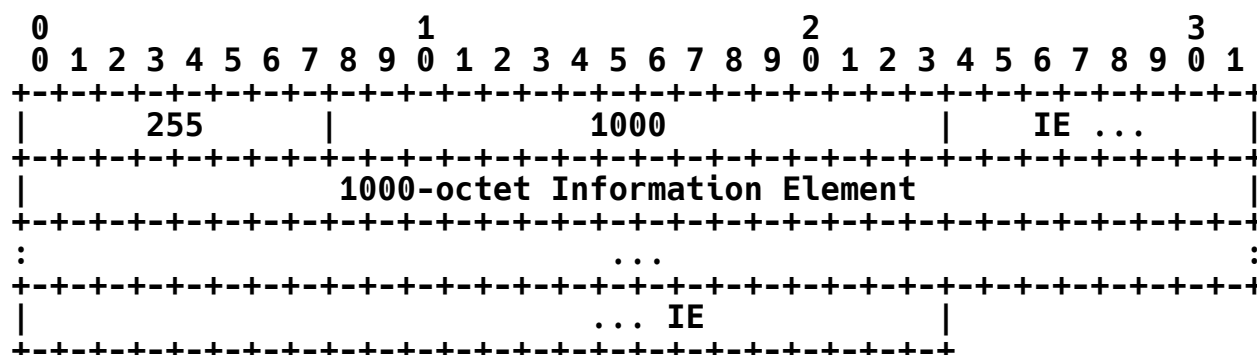 0                   1                   2                   3
 0 1 2 3 4 5 6 7 8 9 0 1 2 3 4 5 6 7 8 9 0 1 2 3 4 5 6 7 8 9 0 1
+-+-+-+-+-+-+-+-+-+-+-+-+-+-+-+-+-+-+-+-+-+-+-+-+-+-+-+-+-+-+-+-+
|      255      |             1000              |    IE ...     |
+-+-+-+-+-+-+-+-+-+-+-+-+-+-+-+-+-+-+-+-+-+-+-+-+-+-+-+-+-+-+-+-+
|                1000-octet Information Element                 |
+-+-+-+-+-+-+-+-+-+-+-+-+-+-+-+-+-+-+-+-+-+-+-+-+-+-+-+-+-+-+-+-+
:                              ...                              :
+-+-+-+-+-+-+-+-+-+-+-+-+-+-+-+-+-+-+-+-+-+-+-+-+-+-+-+-+-+-+-+-+
|                             ... IE            |
+-+-+-+-+-+-+-+-+-+-+-+-+-+-+-+-+-+-+-+-+-+-+-+-+